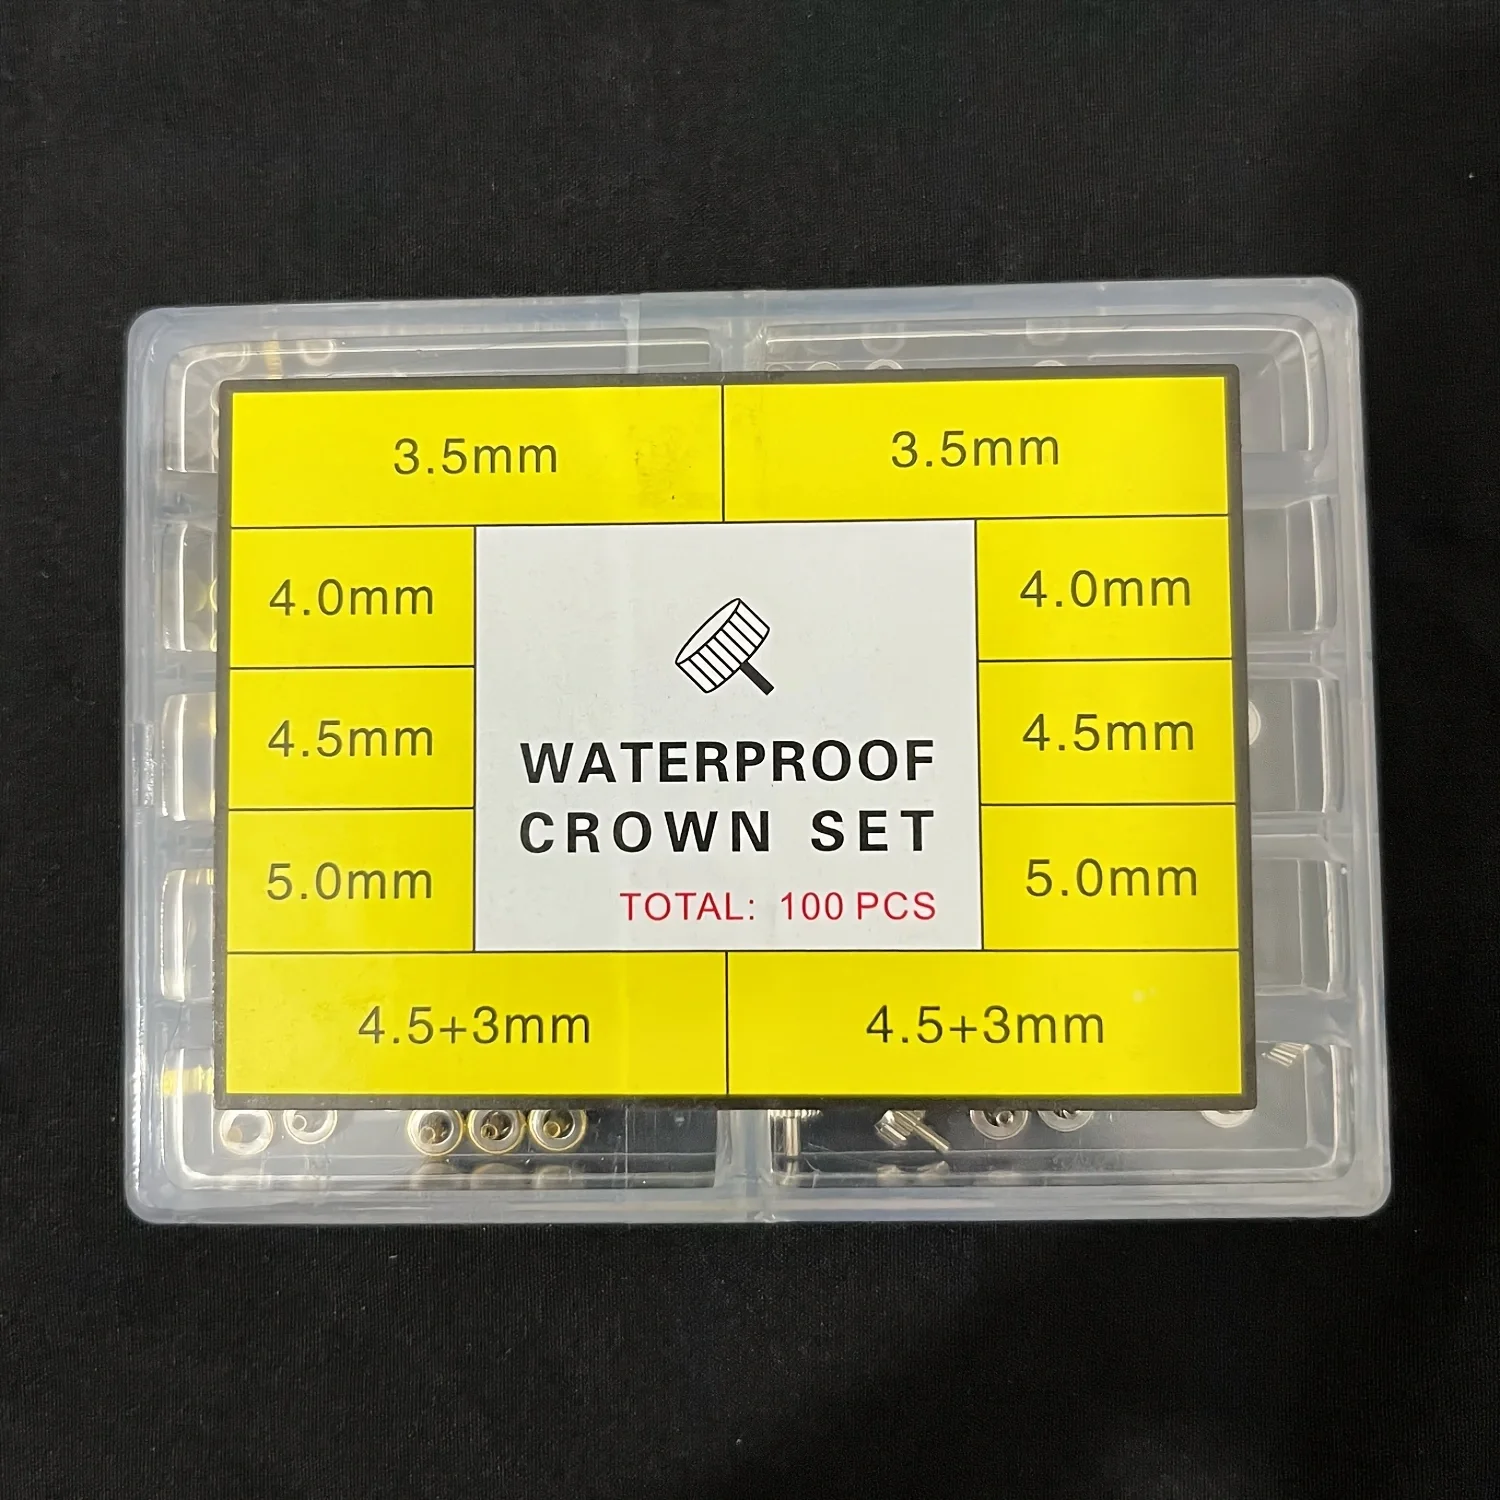 3.5mm 3.5mm
4.0mm 4.0mm
4.5mm 4.5mm
WATERPROOF
CROWN SET
5.0mm 5.0mm
TOTAL: 100 PCS
4.5+3mm 4.5+3mm